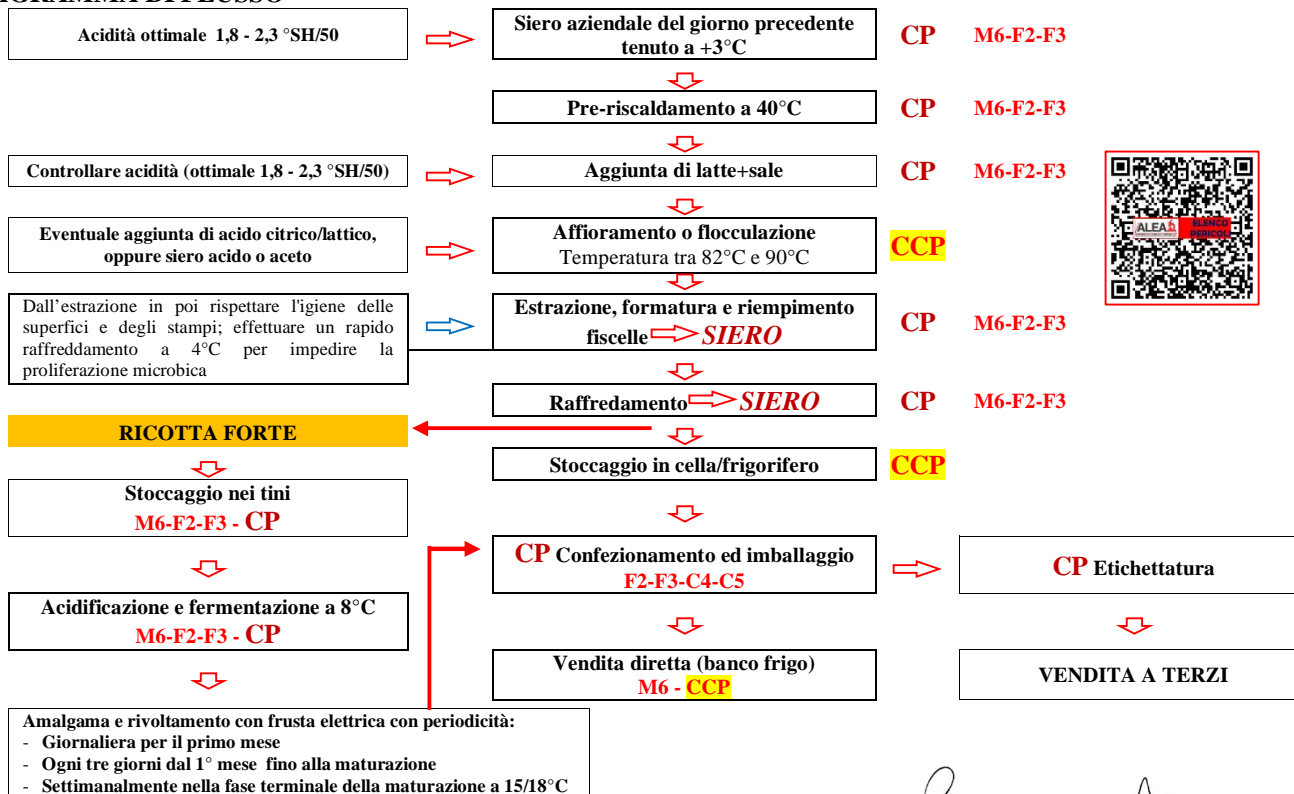 Acidità ottimale 1,8 - 2,3 °SH/50
Siero aziendale del giorno precedente
tenuto a +3°C
CP M6-F2-F3
Pre-riscaldamento a 40°C
CP M6-F2-F3
Controllare acidità (ottimale 1,8 - 2,3 °SH/50)
Aggiunta di latte+sale
CP M6-F2-F3
ALEA
ELENCO
PERICOLI
Eventuale aggiunta di acido citrico/lattico,
oppure siero acido o aceto
Affioramento o flocculazione
Temperatura tra 82°C e 90°C
CCP
Dall'estrazione in poi rispettare l'igiene delle
superfici e degli stampi; effettuare un rapido
raffreddamento a 4°C per impedire la
proliferazione microbica
Estrazione, formatura e riempimento
fiscelle SIERO
CP M6-F2-F3
Raffredamento SIERO
CP M6-F2-F3
RICOTTA FORTE
Stoccaggio in cella/frigorifero
CCP
Stoccaggio nei tini
M6-F2-F3 - CP
CP Confezionamento ed imballaggio
F2-F3-C4-C5
CP Etichettatura
Acidificazione e fermentazione a 8°C
M6-F2-F3 - CP
Vendita diretta (banco frigo)
M6 - CCP
VENDITA A TERZI
Amalgama e rivoltamento con frusta elettrica con periodicità:
- Giornaliera per il primo mese
- Ogni tre giorni dal 1° mese fino alla maturazione
- Settimanalmente nella fase terminale della maturazione a 15/18°C